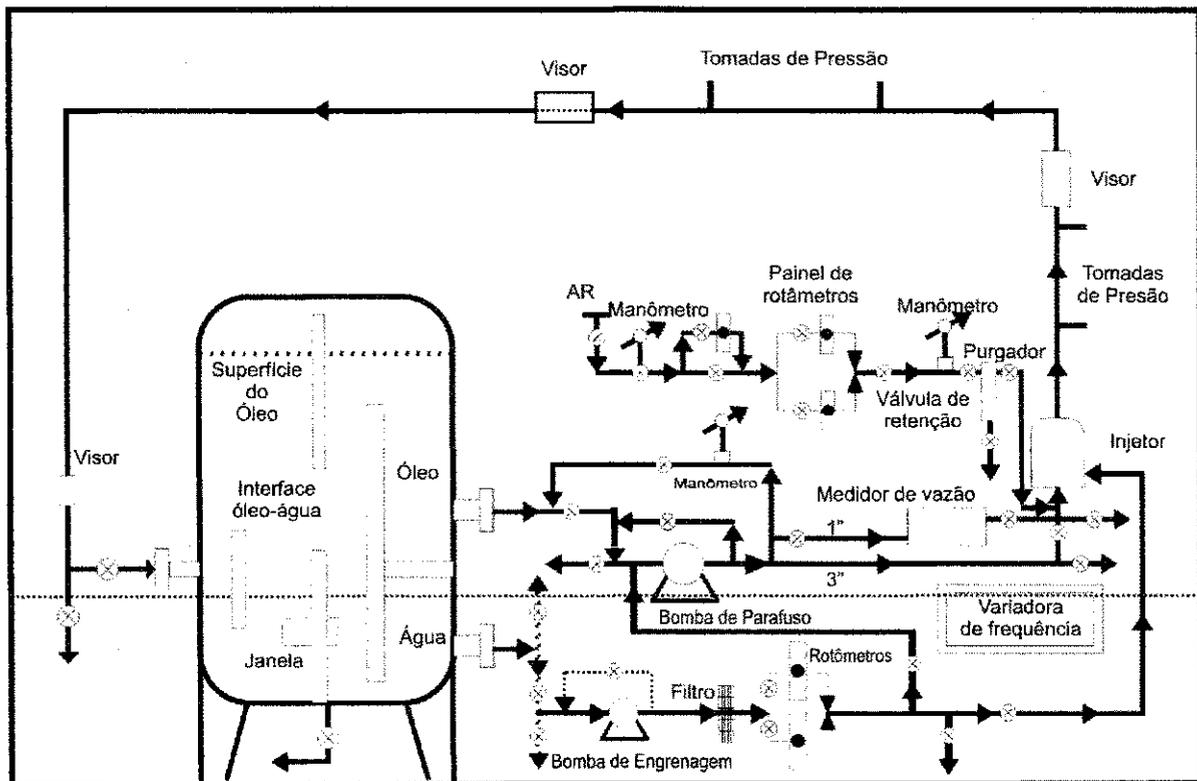 Visor
Tomadas de Pressão
Visor
Tomadas
de Presão
AR
Manômetro
Painel de
rotâmetros
Manômetro
Purgador
Válvula de
retenção
Injetor
Superfície
do
Óleo
Visor
Óleo
Interface
óleo-água
Manômetro
Medidor de vazão
1"
3"
Bomba de Parafuso
Variadora
de frequência
Água
Janela
Rotômetros
Filtro
Bomba de Engrenagem